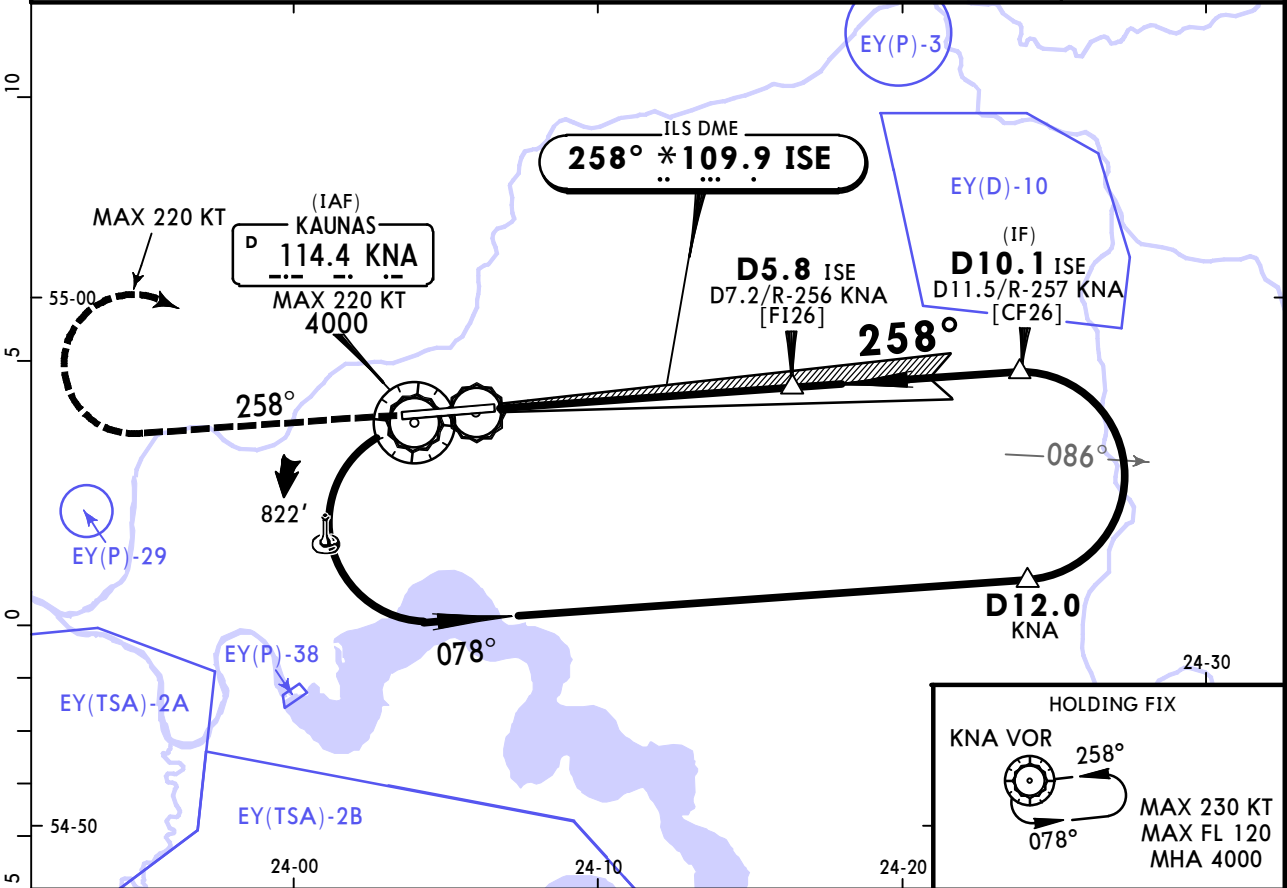 EY(P)-3
10
ILS DME
258° *109.9 ISE
EY(D)-10
(IAF)
KAUNAS
D 114.4 KNA
MAX 220 KT
4000
MAX 220 KT
(IF)
D10.1 ISE
D11.5/R-257 KNA
[CF26]
D5.8 ISE
D7.2/R-256 KNA
[FI26]
55-00
258°
5
258°
086°
822'
EY(P)-29
D12.0
KNA
0
078°
EY(P)-38
24-30
EY(TSA)-2A
HOLDING FIX
KNA VOR
258°
078°
MAX 230 KT
MAX FL 120
MHA 4000
EY(TSA)-2B
54-50
24-00
24-10
24-20
5